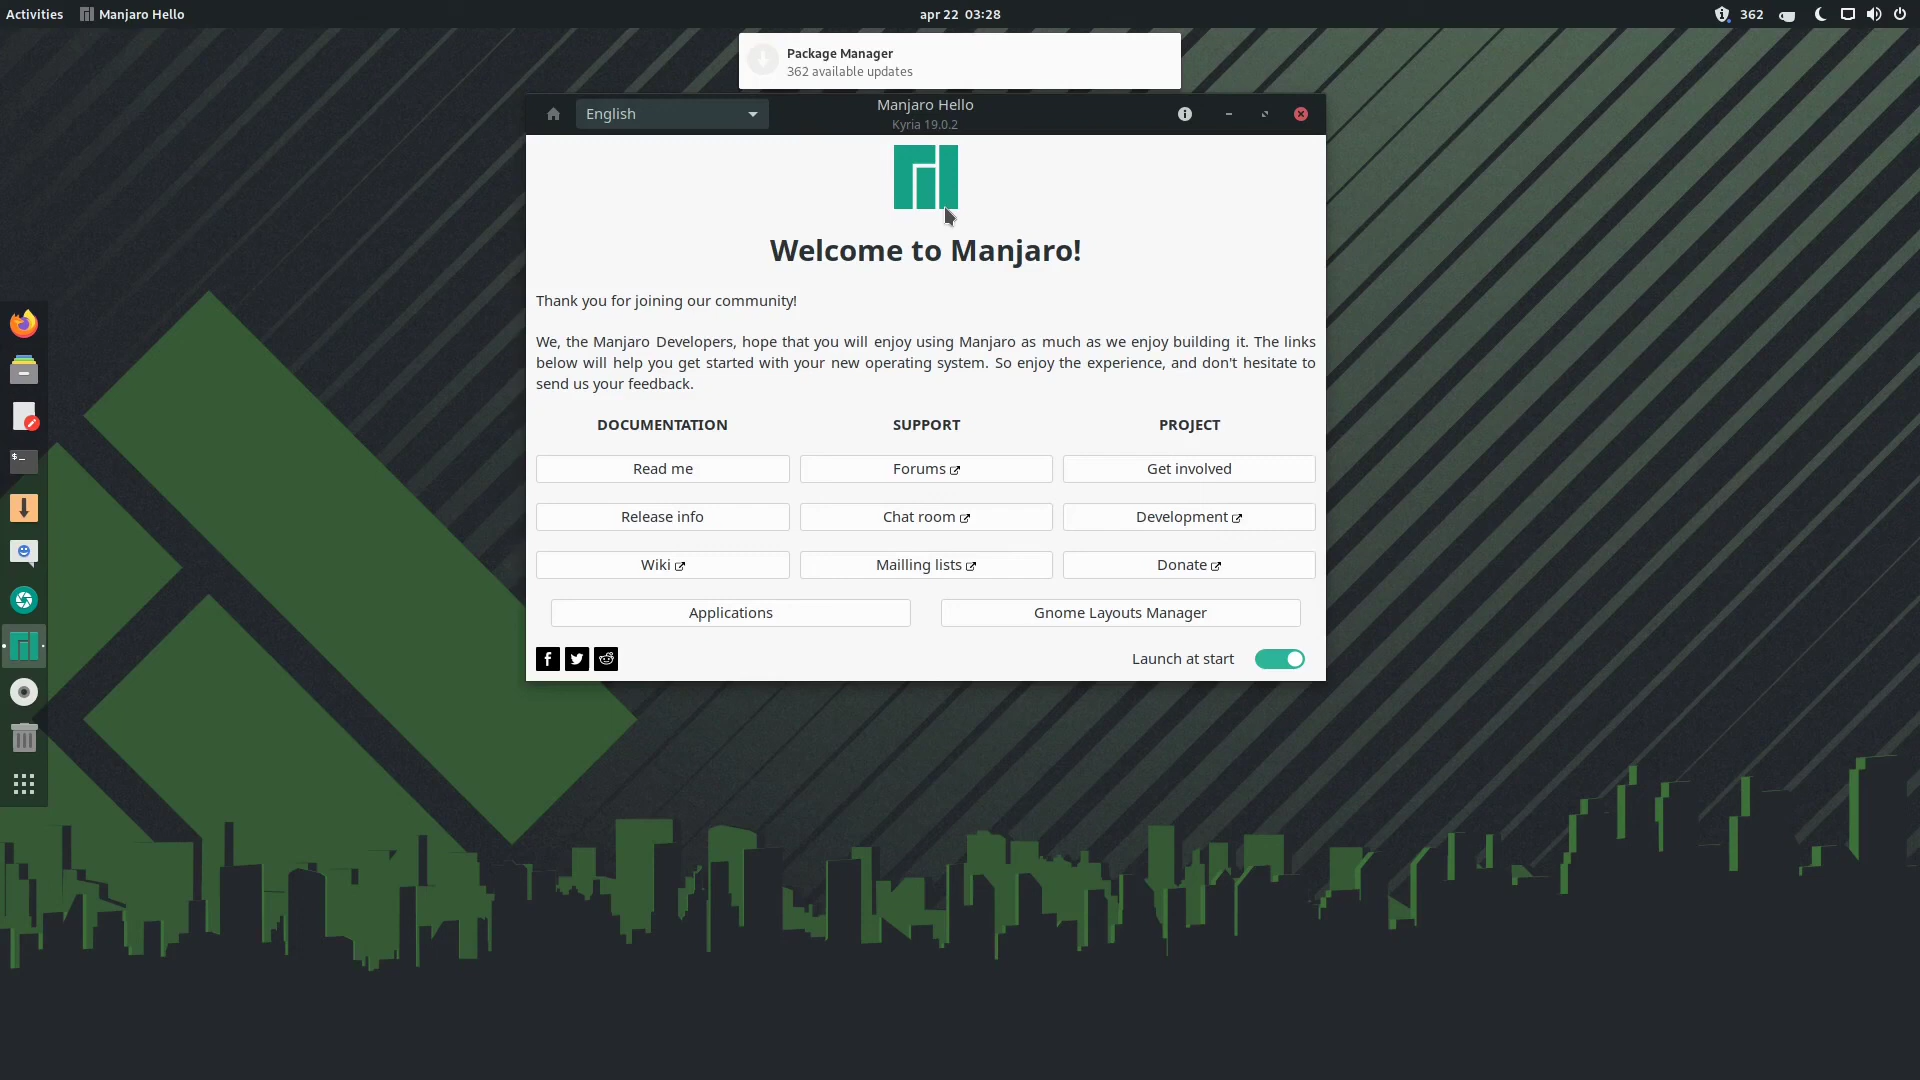 Activities
Manjaro Hello
apr 22 03:28
362
Package Manager
362 available updates
English
Manjaro Hello
Kyria 19.0.2
Welcome to Manjaro!
Thank you for joining our community!
We, the Manjaro Developers, hope that you will enjoy using Manjaro as much as we enjoy building it. The links
below will help you get started with your new operating system. So enjoy the experience, and don't hesitate to
send us your feedback.
DOCUMENTATION
SUPPORT
PROJECT
Read me
Forums
Get involved
Release info
Chat room
Development
Wiki
Mailling lists
Donate
Applications
Gnome Layouts Manager
Launch at start